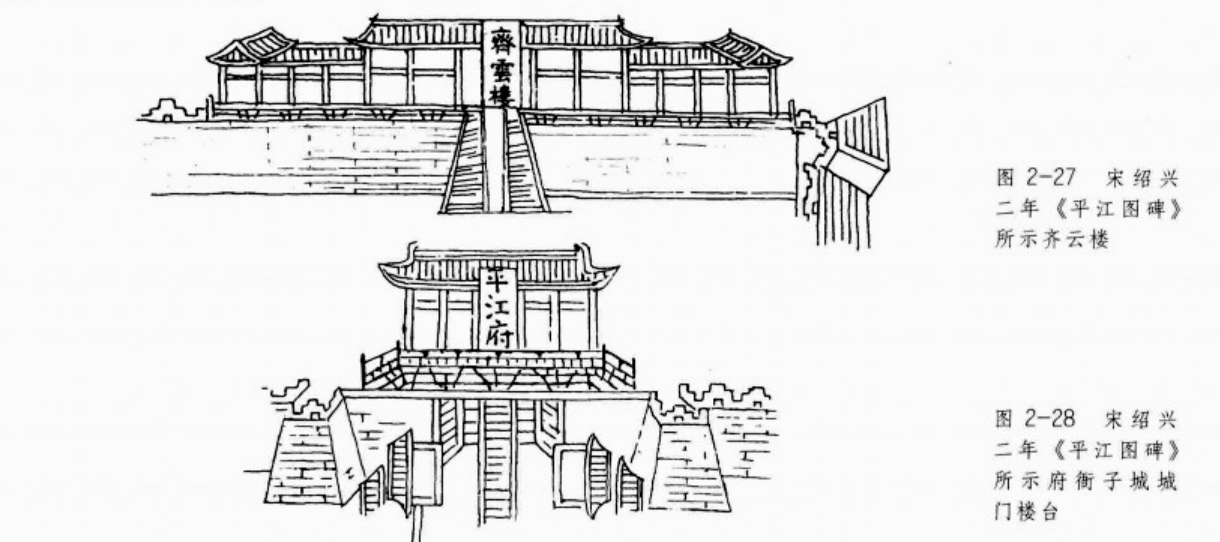 齊雲樓
图 2-27 宋绍兴
二年《平江图碑》
所示齐云楼
平江府
图 2-28 宋绍兴
二年《平江图碑》
所示府衙子城城
门楼台